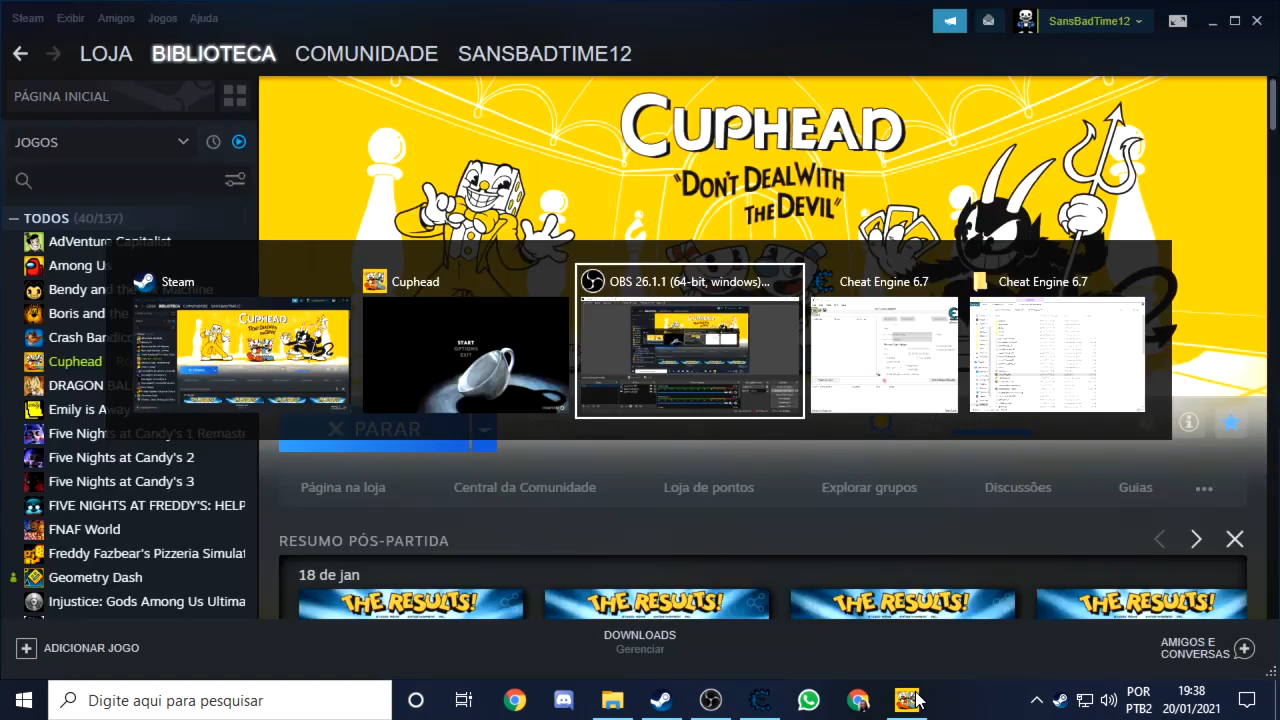 Steam Exibir Amigos Jogos Ajuda
SansBadTime12
LOJA BIBLIOTECA COMUNIDADE SANSBADTIME12
PÁGINA INICIAL
JOGOS
TODOS (40/137)
AdVenture Capitalist
Among Us
Bendy and the
Boris and the
Crash Bandic
Cuphead
DRAGON BAL
Emily is Away
Five Nights at Candy's 1 Remaste
Five Night's at Candy's 2
Five Nights at Candy's 3
FIVE NIGHTS AT FREDDY'S: HELP
FNAF World
Freddy Fazbear's Pizzeria Simulat
Geometry Dash
Injustice: Gods Among Us Ultima
CUPHEAD
"DON'T DEAL WITH
THE DEVIL"
Steam
Cuphead
OBS 26.1.1 (64-bit, windows)...
Cheat Engine 6.7
Cheat Engine 6.7
CUPHEAD
START
OPTIONS
EXIT
PARAR
Página na loja Central da Comunidade Loja de pontos Explorar grupos Discussões Guias
RESUMO PÓS-PARTIDA
18 de jan
THE RESULTS! THE RESULTS! THE RESULTS! THE RESULTS!
ADICIONAR JOGO
DOWNLOADS
Gerenciar
AMIGOS E
CONVERSAS
Digite aqui para pesquisar
POR
PTB2
19:38
20/01/2021